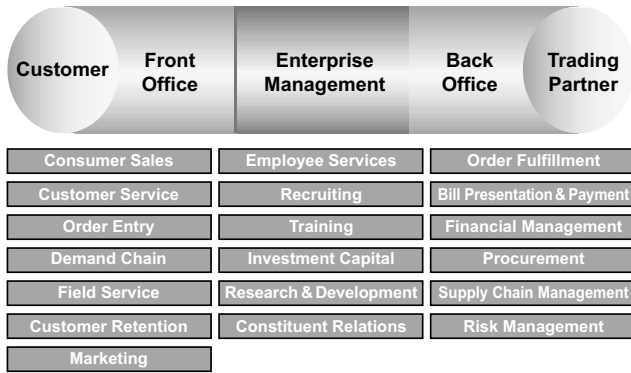 Customer
Front
Office
Enterprise
Management
Back
Office
Trading
Partner
Consumer Sales
Customer Service
Order Entry
Demand Chain
Field Service
Customer Retention
Marketing
Employee Services
Recruiting
Training
Investment Capital
Research & Development
Constituent Relations
Order Fulfillment
Bill Presentation & Payment
Financial Management
Procurement
Supply Chain Management
Risk Management